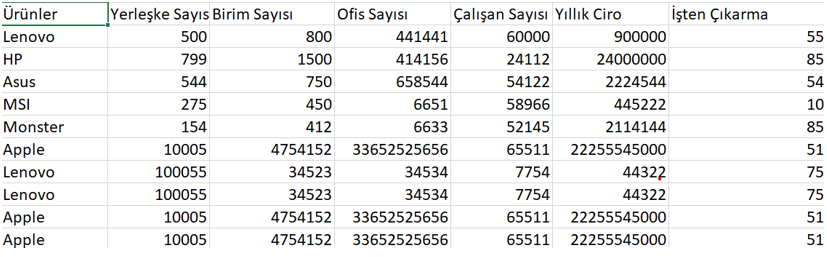 Ürünler Yerleşke Sayıs Birim Sayısı Ofis Sayısı Çalışan Sayısı Yıllık Ciro İşten Çıkarma
Lenovo 500 800 441441 60000 900000 55
HP 799 1500 414156 24112 24000000 85
Asus 544 750 658544 54122 2224544 54
MSI 275 450 6651 58966 445222 10
Monster 154 412 6633 52145 2114144 85
Apple 10005 4754152 33652525656 65511 22255545000 51
Lenovo 100055 34523 34534 7754 44322 75
Lenovo 100055 34523 34534 7754 44322 75
Apple 10005 4754152 33652525656 65511 22255545000 51
Apple 10005 4754152 33652525656 65511 22255545000 51